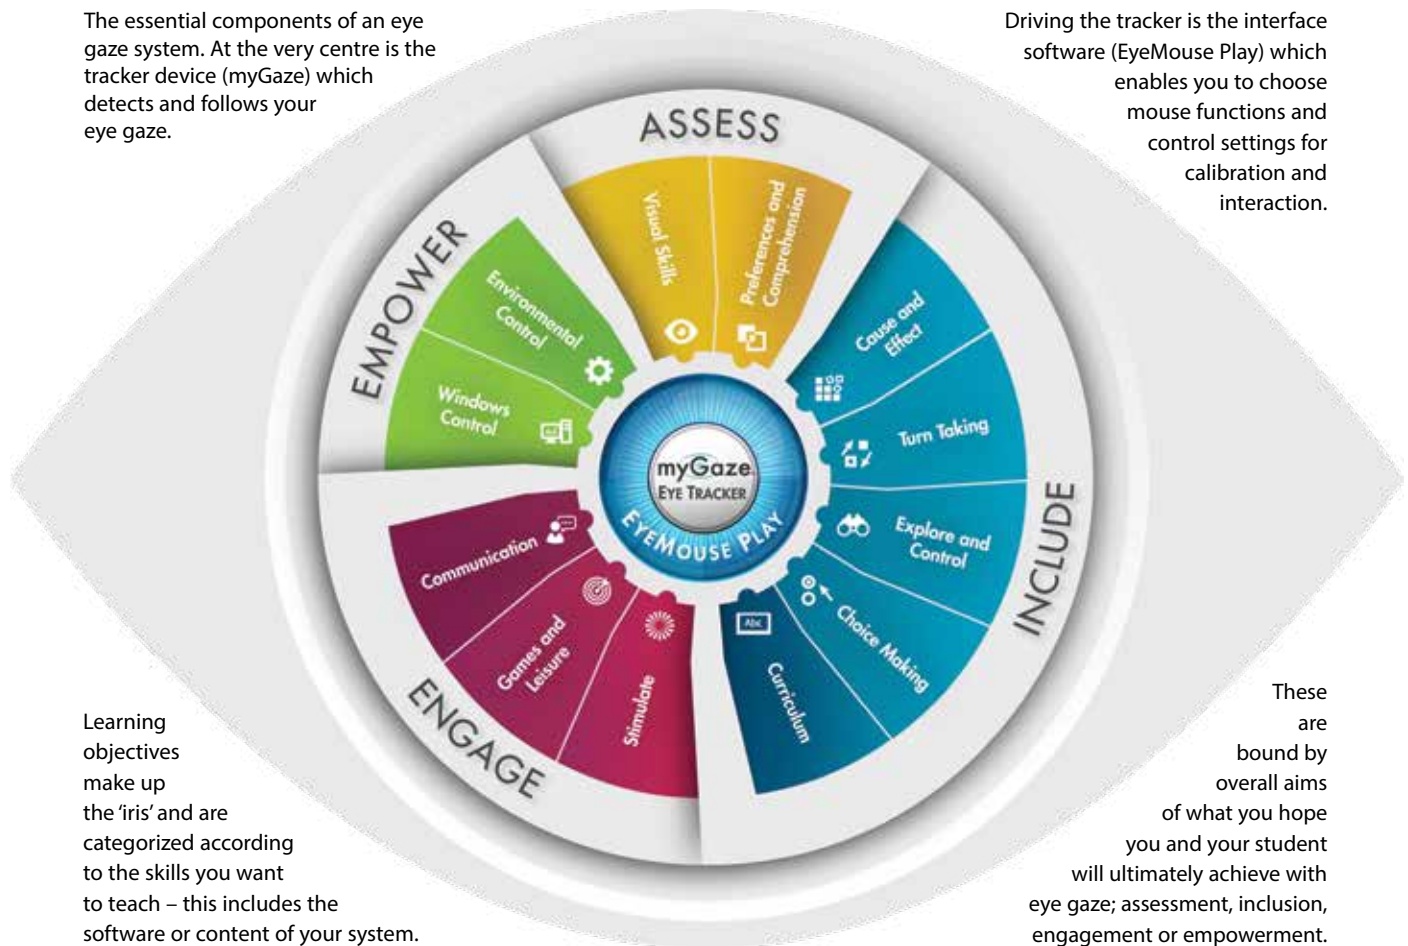 The essential components of an eye
gaze system. At the very centre is the
tracker device (myGaze) which
detects and follows your
eye gaze.
Driving the tracker is the interface
software (EyeMouse Play) which
enables you to choose
mouse functions and
control settings for
calibration and
interaction.
ASSESS
Visual Skills
Preferences and
Comprehension
INCLUDE
Cause and
Effect
Turn Taking
Explore and
Control
Choice Making
Abc
Curriculum
ENGAGE
Stimulate
Games and
Leisure
Communication
EMPOWER
Windows
Control
Environmental
Control
myGaze
EYE TRACKER
EYEMOUSE PLAY
Learning
objectives
make up
the ‘iris’ and are
categorized according
to the skills you want
to teach – this includes the
software or content of your system.
These
are
bound by
overall aims
of what you hope
you and your student
will ultimately achieve with
eye gaze; assessment, inclusion,
engagement or empowerment.